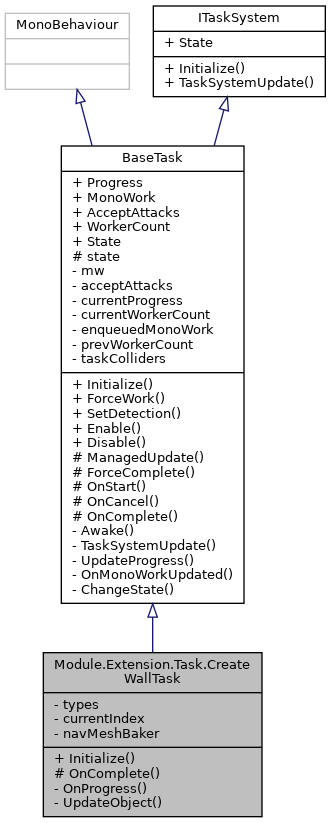 MonoBehaviour
ITaskSystem
+ State
+ Initialize()
+ TaskSystemUpdate()
BaseTask
+ Progress
+ MonoWork
+ AcceptAttacks
+ WorkerCount
+ State
# state
- mw
- acceptAttacks
- currentProgress
- currentWorkerCount
- enqueuedMonoWork
- prevWorkerCount
- taskColliders
+ Initialize()
+ ForceWork()
+ SetDetection()
+ Enable()
+ Disable()
# ManagedUpdate()
# ForceComplete()
# OnStart()
# OnCancel()
# OnComplete()
- Awake()
- TaskSystemUpdate()
- UpdateProgress()
- OnMonoWorkUpdated()
- ChangeState()
Module.Extension.Task.Create
WallTask
- types
- currentIndex
- navMeshBaker
+ Initialize()
# OnComplete()
- OnProgress()
- UpdateObject()